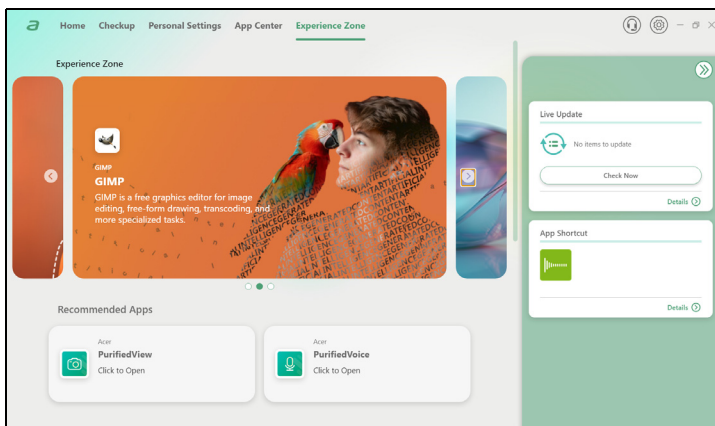 Home Checkup Personal Settings App Center Experience Zone
Experience Zone
GIMP
GIMP
GIMP is a free graphics editor for image
editing, free-form drawing, transcoding, and
more specialized tasks.
Recommended Apps
Acer
PurifiedView
Click to Open
Acer
PurifiedVoice
Click to Open
Live Update
No items to update
Check Now
Details
App Shortcut
Details